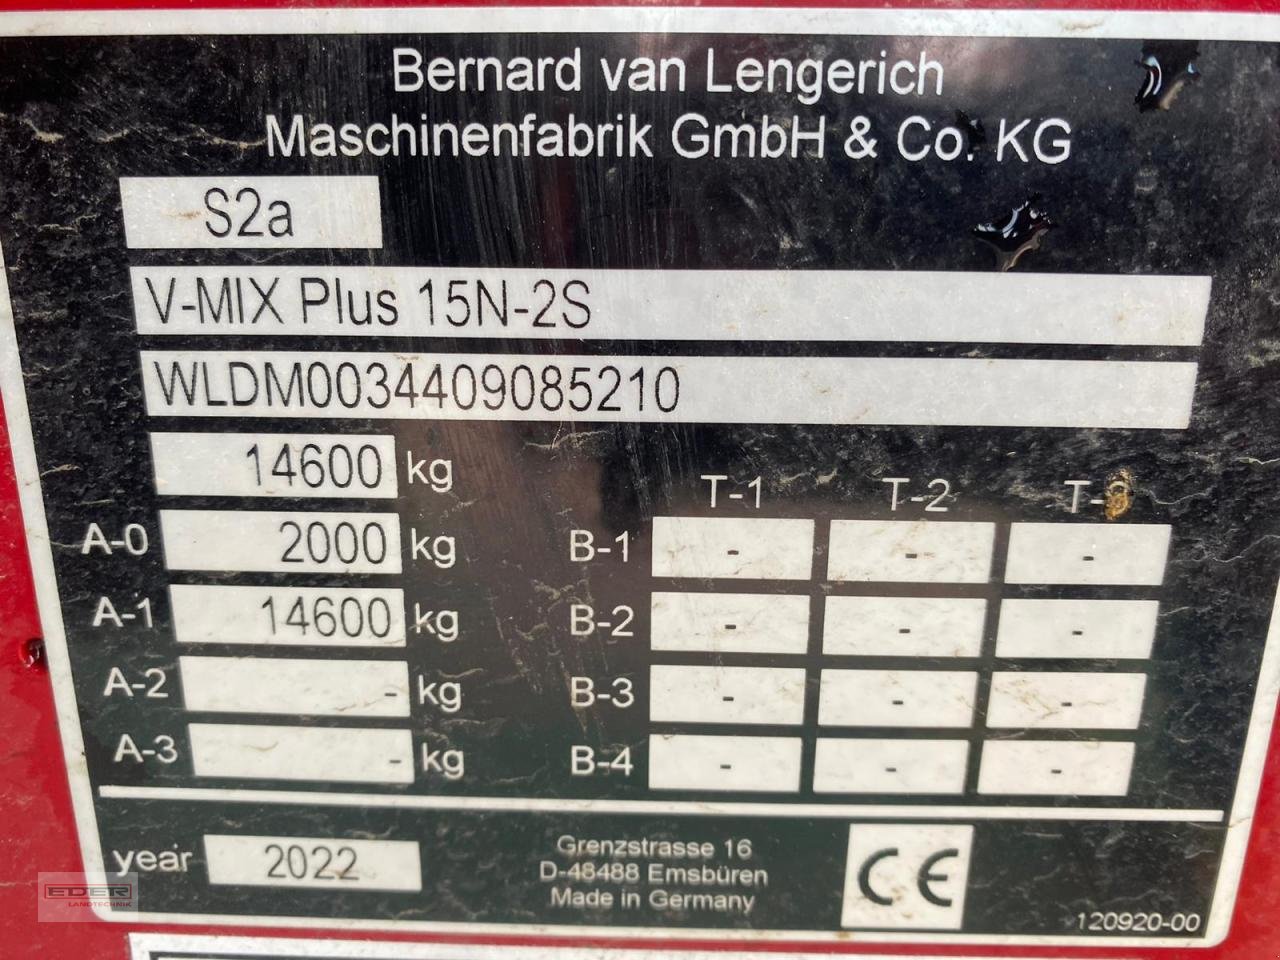 Bernard van Lengerich
Maschinenfabrik GmbH & Co. KG
S2a
V-MIX Plus 15N-2S
WLDM0034409085210
14600 kg
T-1 T-2 T-
A-0 2000 kg B-1 - - -
A-1 14600 kg B-2 - - -
A-2 - kg B-3 - - -
A-3 - kg B-4 - - -
year 2022
Grenzstrasse 16
D-48488 Emsbüren
Made in Germany
CE
120920-00
EDER
LANDTECHNIK